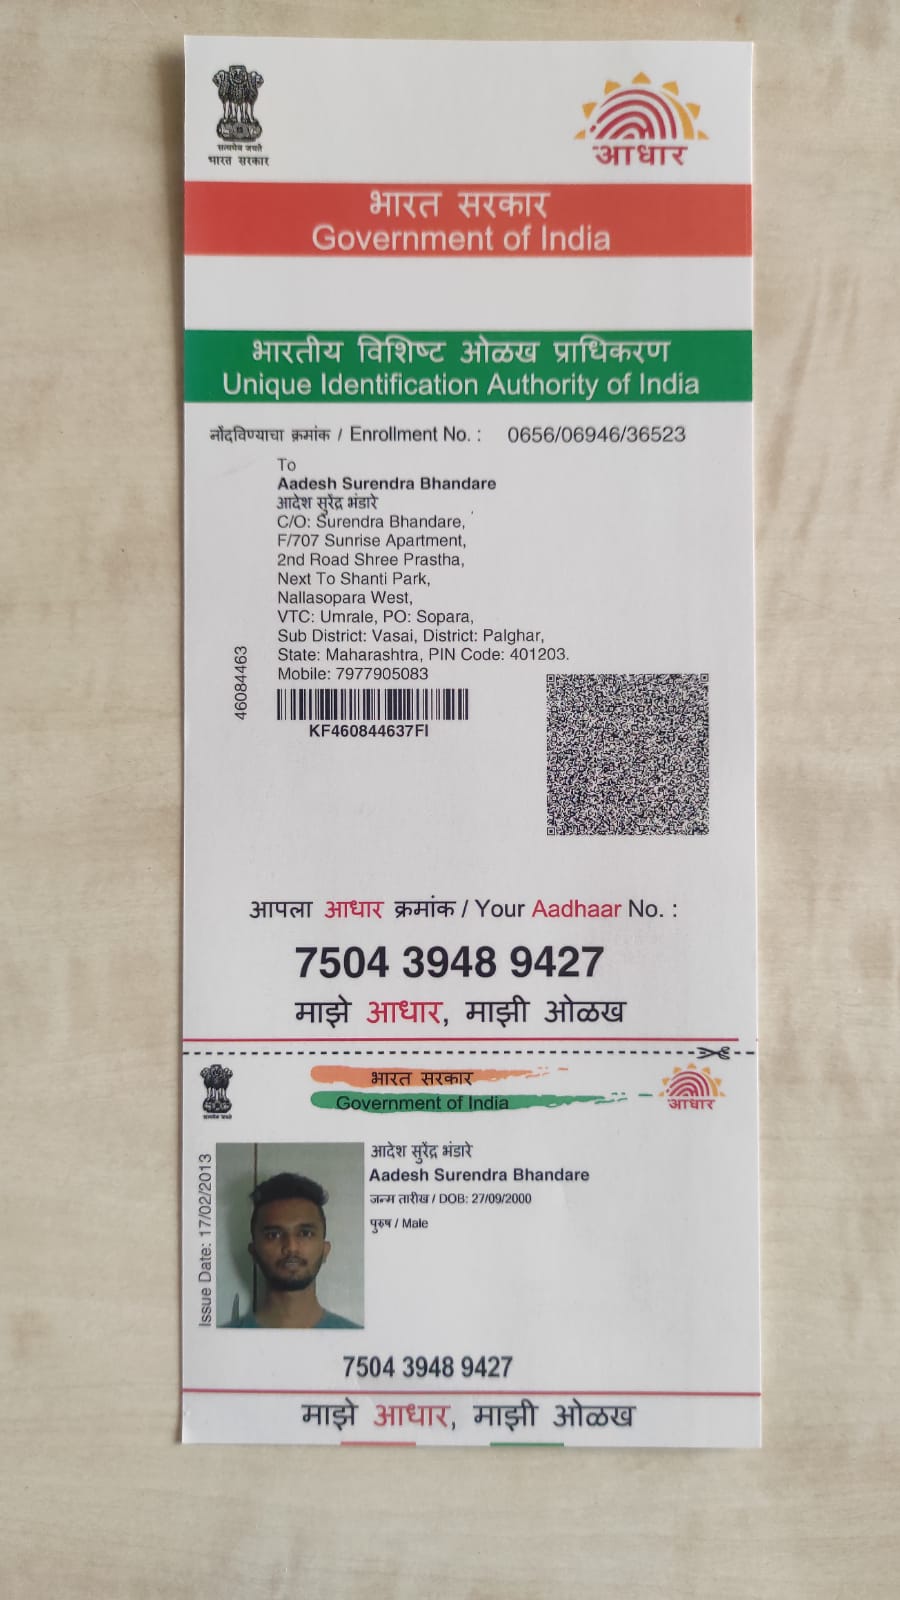 सत्यमेव जयते
भारत सरकार
आधार
भारत सरकार
Government of India
भारतीय विशिष्ट ओळख प्राधिकरण
Unique Identification Authority of India
नोंदविण्याचा क्रमांक / Enrollment No. : 0656/06946/36523
To
Aadesh Surendra Bhandare
आदेश सुरेंद्र भंडारे
C/O: Surendra Bhandare,
F/707 Sunrise Apartment,
2nd Road Shree Prastha,
Next To Shanti Park,
Nallasopara West,
VTC: Umrale, PO: Sopara,
Sub District: Vasai, District: Palghar,
State: Maharashtra, PIN Code: 401203.
Mobile: 7977905083
46084463
KF460844637FI
आपला आधार क्रमांक / Your Aadhaar No. :
7504 3948 9427
माझे आधार, माझी ओळख
भारत सरकार
Government of India
सत्यमेव जयते
आधार
आदेश सुरेंद्र भंडारे
Aadesh Surendra Bhandare
जन्म तारीख / DOB: 27/09/2000
पुरुष / Male
Issue Date: 17/02/2013
7504 3948 9427
माझे आधार, माझी ओळख